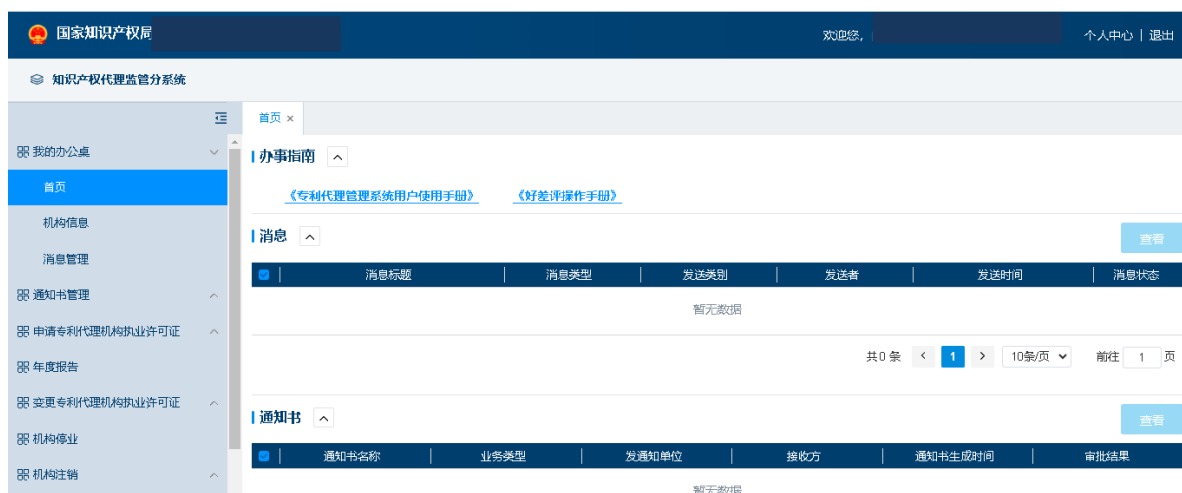 国家知识产权局
欢迎您,
个人中心 | 退出
知识产权代理监管分系统
首页 ×
我的办公桌
首页
机构信息
消息管理
通知书管理
申请专利代理机构执业许可证
年度报告
变更专利代理机构执业许可证
机构停业
机构注销
办事指南
《专利代理管理系统用户使用手册》 《好差评操作手册》
消息
查看
消息标题 消息类型 发送类别 发送者 发送时间 消息状态
暂无数据
共0条 < 1 > 10条/页 前往 1 页
通知书
查看
通知书名称 业务类型 发通知单位 接收方 通知书生成时间 审批结果
暂无数据